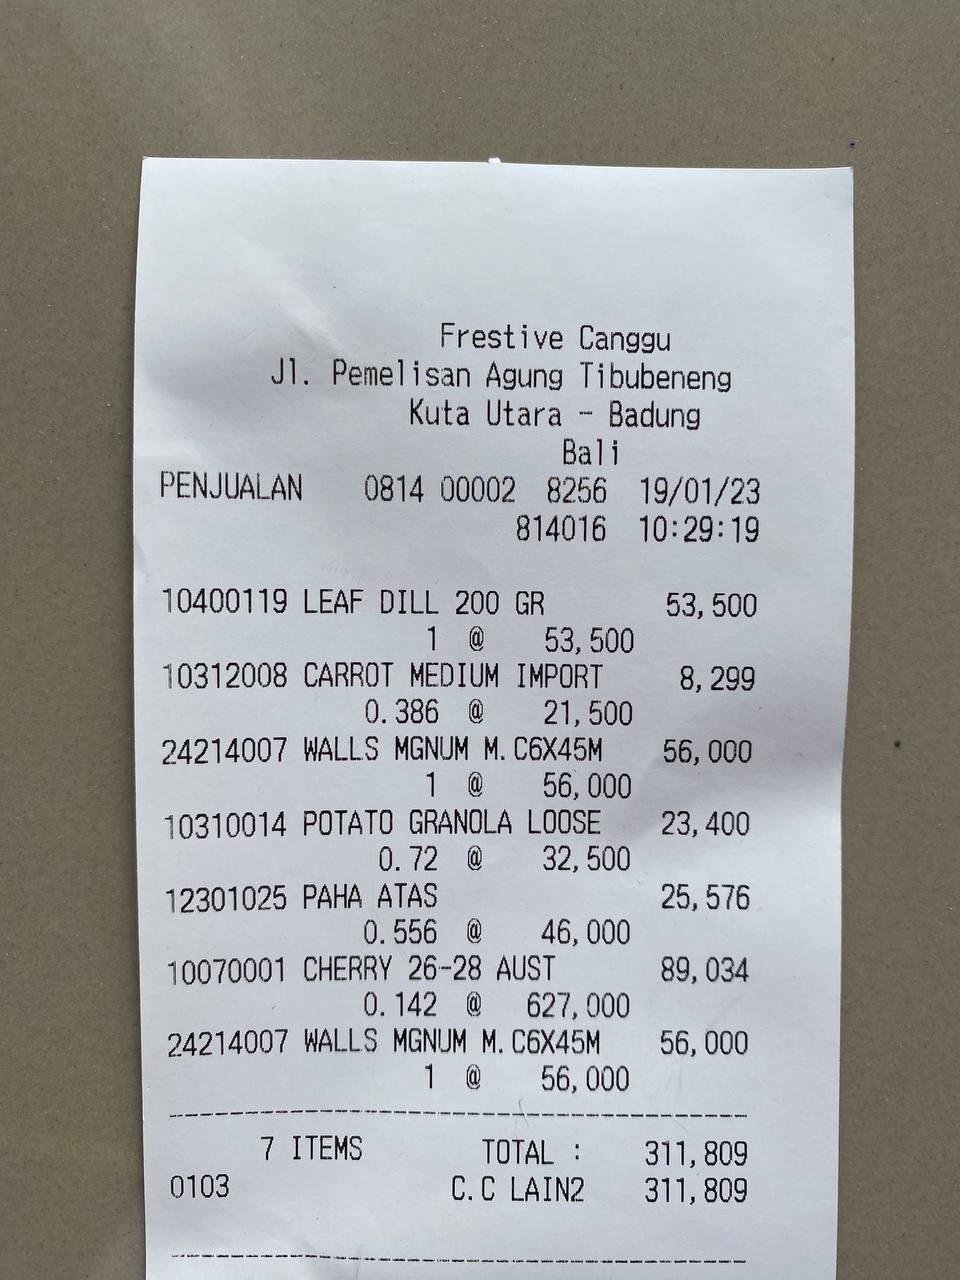 Frestive Canggu
Jl. Pemelisan Agung Tibubeneng
Kuta Utara - Badung
Bali
PENJUALAN 0814 00002 8256 19/01/23
814016 10:29:19
10400119 LEAF DILL 200 GR 53,500
1 @ 53,500
10312008 CARROT MEDIUM IMPORT 8,299
0.386 @ 21,500
24214007 WALLS MGNUM M.C6X45M 56,000
1 @ 56,000
10310014 POTATO GRANOLA LOOSE 23,400
0.72 @ 32,500
12301025 PAHA ATAS 25,576
0.556 @ 46,000
10070001 CHERRY 26-28 AUST 89,034
0.142 @ 627,000
24214007 WALLS MGNUM M.C6X45M 56,000
1 @ 56,000
7 ITEMS TOTAL : 311,809
0103 C.C LAIN2 311,809